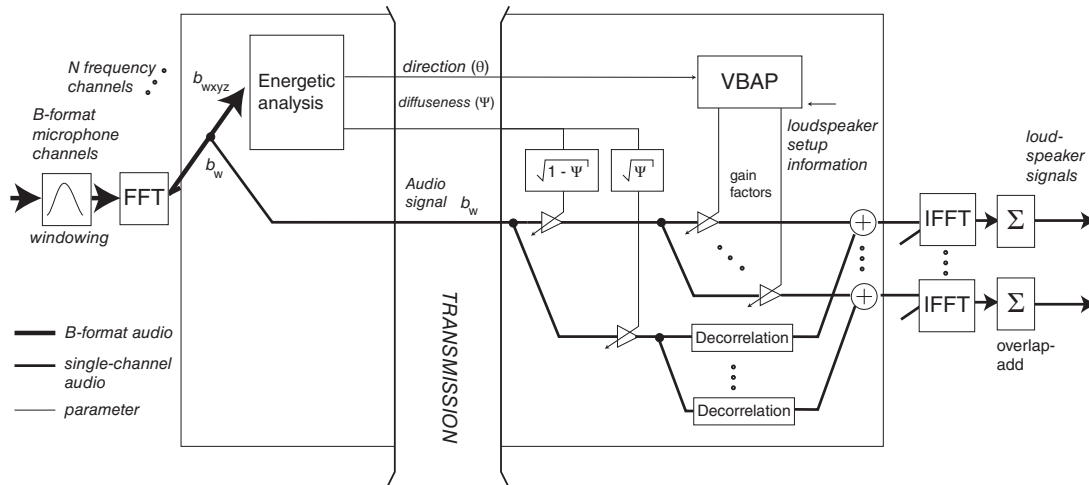 N frequency
channels
B-format
microphone
channels
windowing
FFT
b_wxyz
b_w
Energetic
analysis
direction (θ)
diffuseness (Ψ)
Audio
signal b_w
TRANSMISSION
√1 - Ψ
√Ψ
VBAP
loudspeaker
setup
information
gain
factors
+
+
Decorrelation
Decorrelation
IFFT
IFFT
Σ
Σ
loud-
speaker
signals
overlap-
add
B-format audio
single-channel
audio
parameter